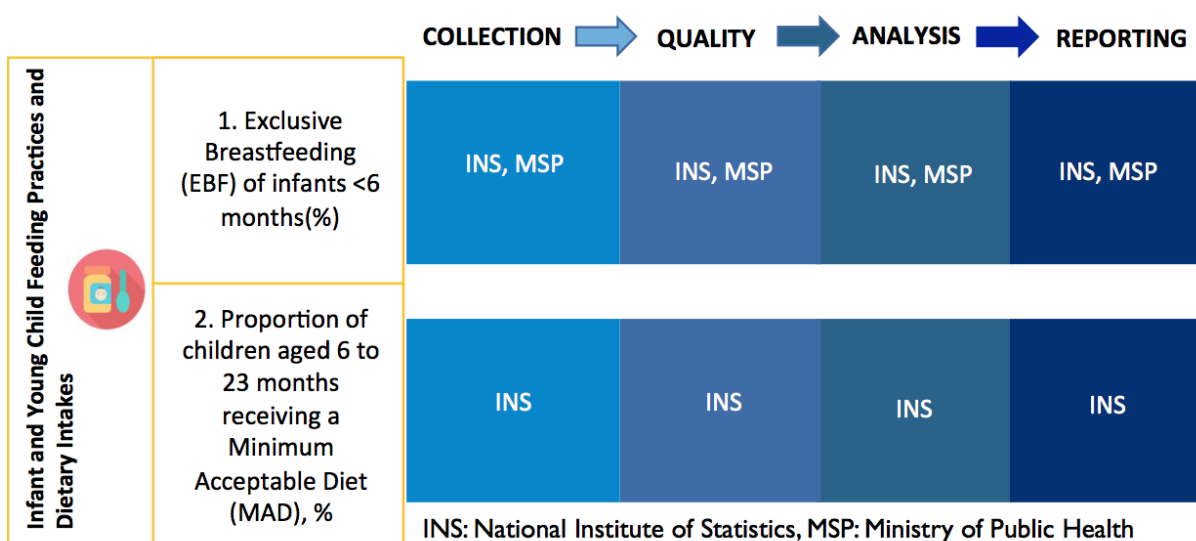 COLLECTION QUALITY ANALYSIS REPORTING
Infant and Young Child Feeding Practices and
Dietary Intakes
1. Exclusive
Breastfeeding
(EBF) of infants <6
months(%)
INS, MSP INS, MSP INS, MSP INS, MSP
2. Proportion of
children aged 6 to
23 months
receiving a
Minimum
Acceptable Diet
(MAD), %
INS INS INS INS
INS: National Institute of Statistics, MSP: Ministry of Public Health